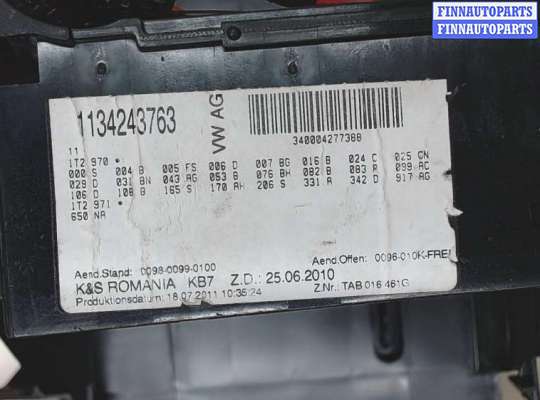 FINNAUTOPARTS
FINNAUTOPARTS
1134243763
VW AG
340004277388
11
1T2 970 *
000 S 004 B 005 FS 006 D 007 BG 016 B 024 C 025 CN
029 D 031 BN 043 AG 053 B 076 BH 082 B 083 R 099 AC
106 D 108 B 165 S 170 AH 206 S 331 A 342 D 917 AG
1T2 971 *
650 NA
Aend.Stand: 0098-0099-0100 Aend.Offen: 0096-010K-FREI
K&S ROMANIA KB7 Z.D.: 25.06.2010
Produktionsdatum: 18.07.2011 10:35:24 Z.Nr.: TAB 016 461G